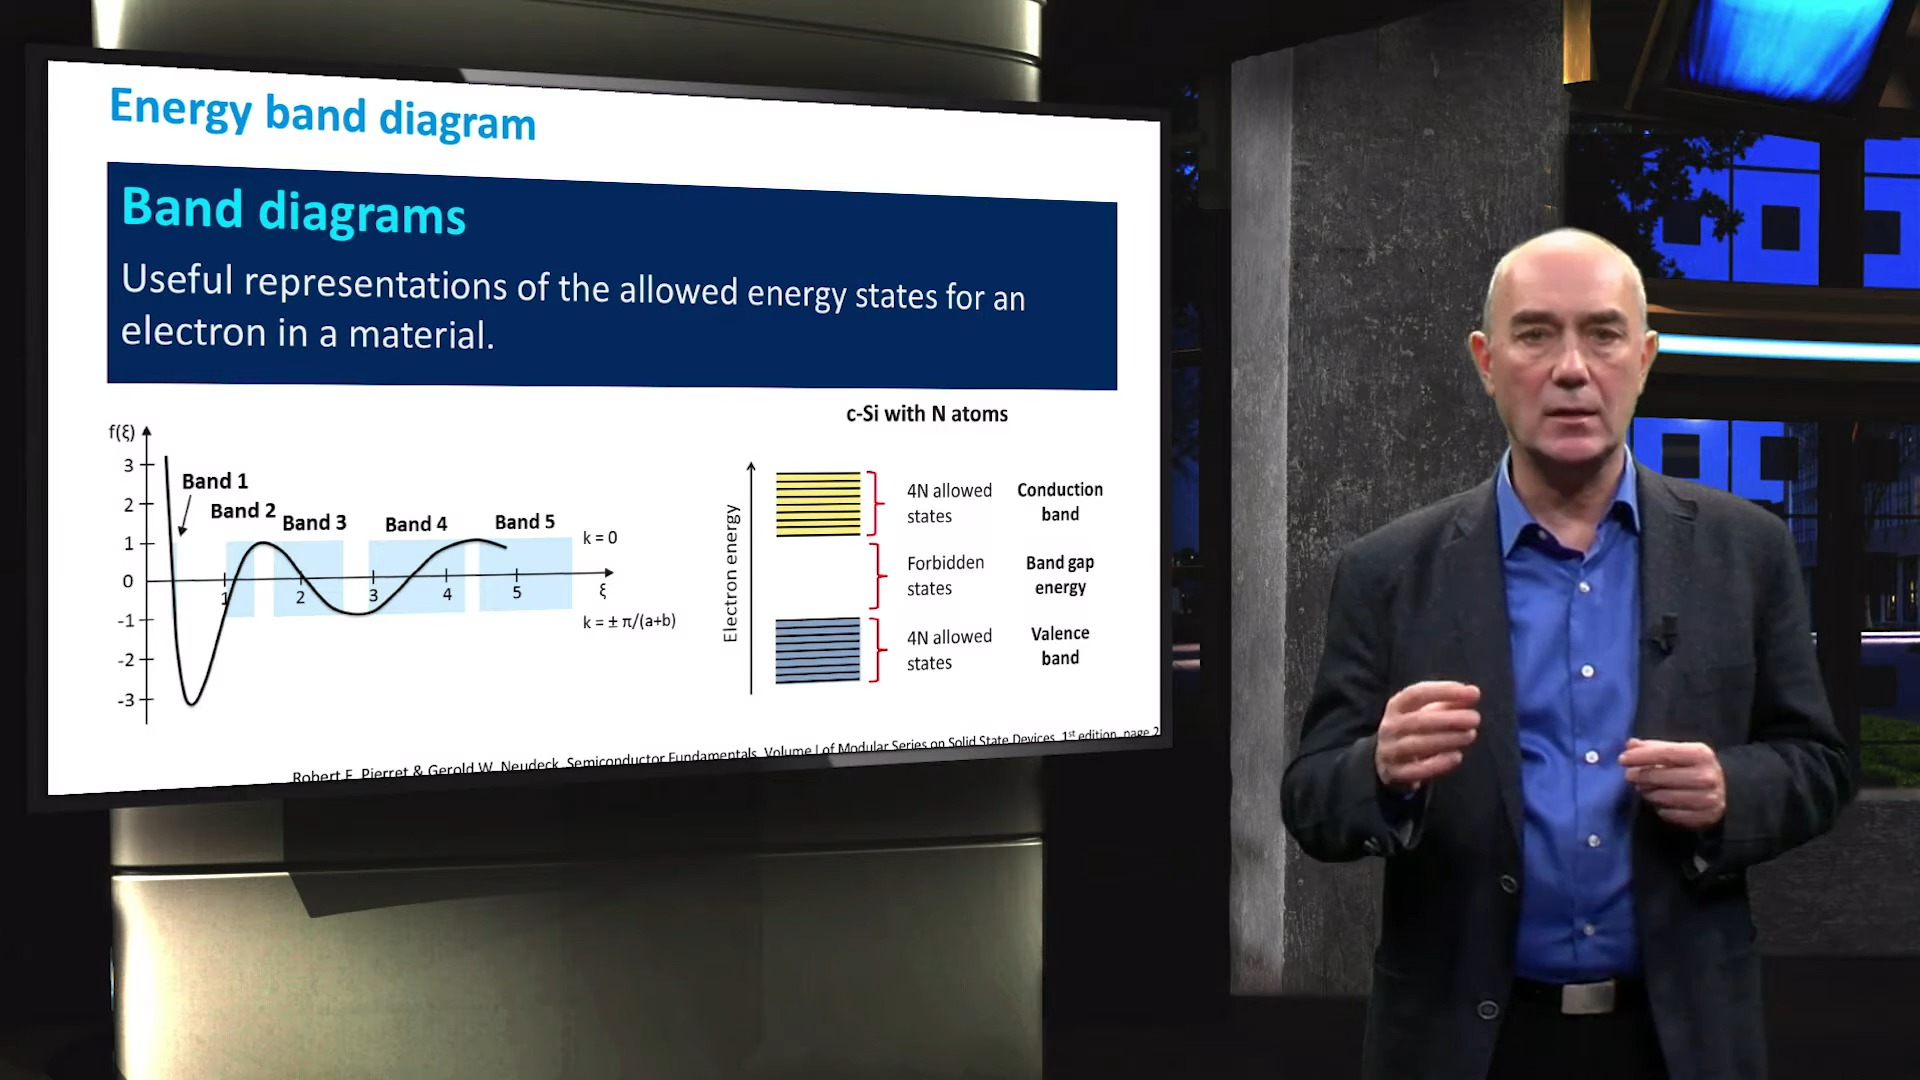 Energy band diagram
Band diagrams
Useful representations of the allowed energy states for an
electron in a material.
c-Si with N atoms
f(ξ)
3
2
1
0
-1
-2
-3
Band 1
Band 2
Band 3
Band 4
Band 5
1
2
3
4
5
ξ
k = 0
k = ± π/(a+b)
Electron energy
4N allowed
states
Conduction
band
Forbidden
states
Band gap
energy
4N allowed
states
Valence
band
Robert F. Pierret & Gerold W. Neudeck, Semiconductor Fundamentals, Volume I of Modular Series on Solid State Devices, 1st edition, page 2